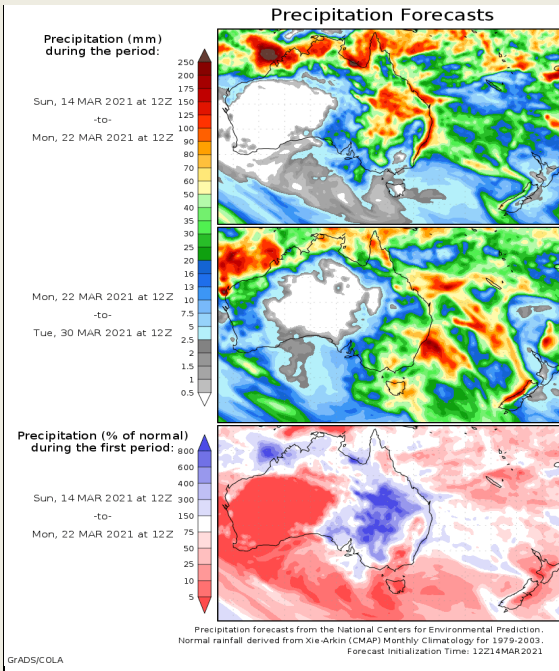 Precipitation Forecasts
Precipitation (mm)
during the period:
Sun, 14 MAR 2021 at 12Z
-to-
Mon, 22 MAR 2021 at 12Z
250
200
175
150
125
100
90
80
70
60
50
40
35
30
25
20
16
13
10
7.5
5
2.5
2
1.5
1
0.5
Mon, 22 MAR 2021 at 12Z
-to-
Tue, 30 MAR 2021 at 12Z
Precipitation (% of normal)
during the first period:
Sun, 14 MAR 2021 at 12Z
-to-
Mon, 22 MAR 2021 at 12Z
800
600
400
300
150
75
50
25
10
5
Precipitation forecasts from the National Centers for Environmental Prediction.
Normal rainfall derived from Xie-Arkin (CMAP) Monthly Climatology for 1979-2003.
Forecast Initialization Time: 12Z14MAR2021
GrADS/COLA